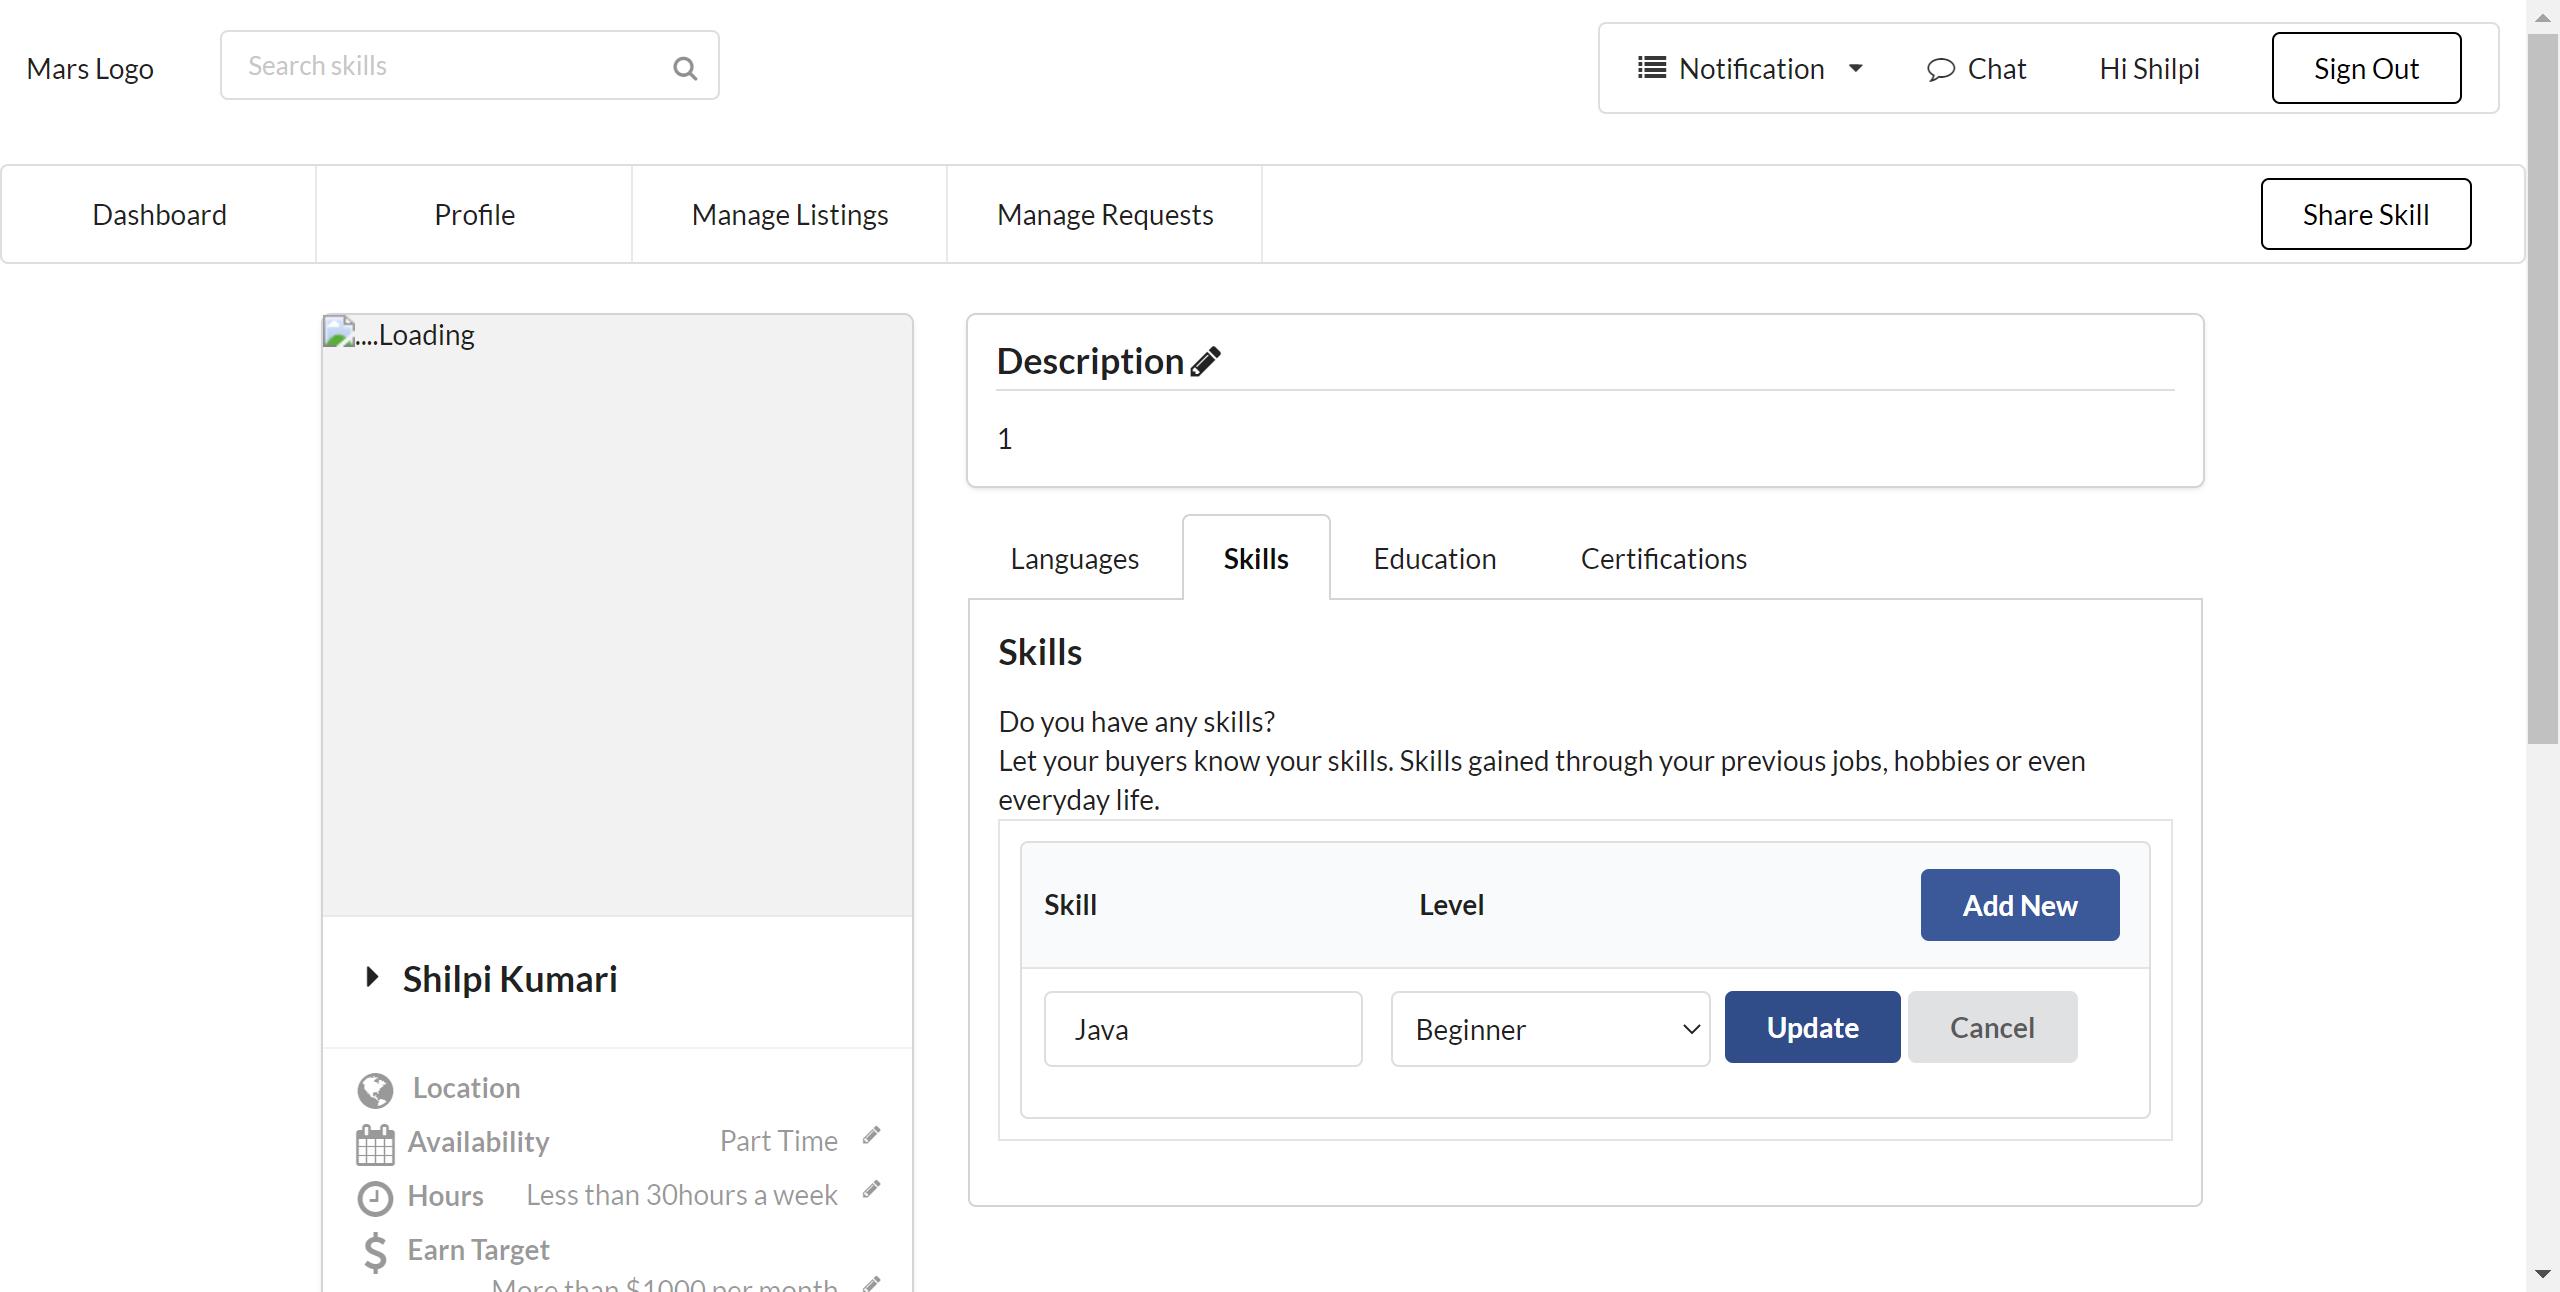 Mars Logo
Search skills
Notification
Chat
Hi Shilpi
Sign Out
Dashboard
Profile
Manage Listings
Manage Requests
Share Skill
....Loading
Shilpi Kumari
Location
Availability
Part Time
Hours
Less than 30hours a week
Earn Target
More than $1000 per month
Description
1
Languages
Skills
Education
Certifications
Skills
Do you have any skills?
Let your buyers know your skills. Skills gained through your previous jobs, hobbies or even
everyday life.
Skill
Level
Add New
Java
Beginner
Update
Cancel